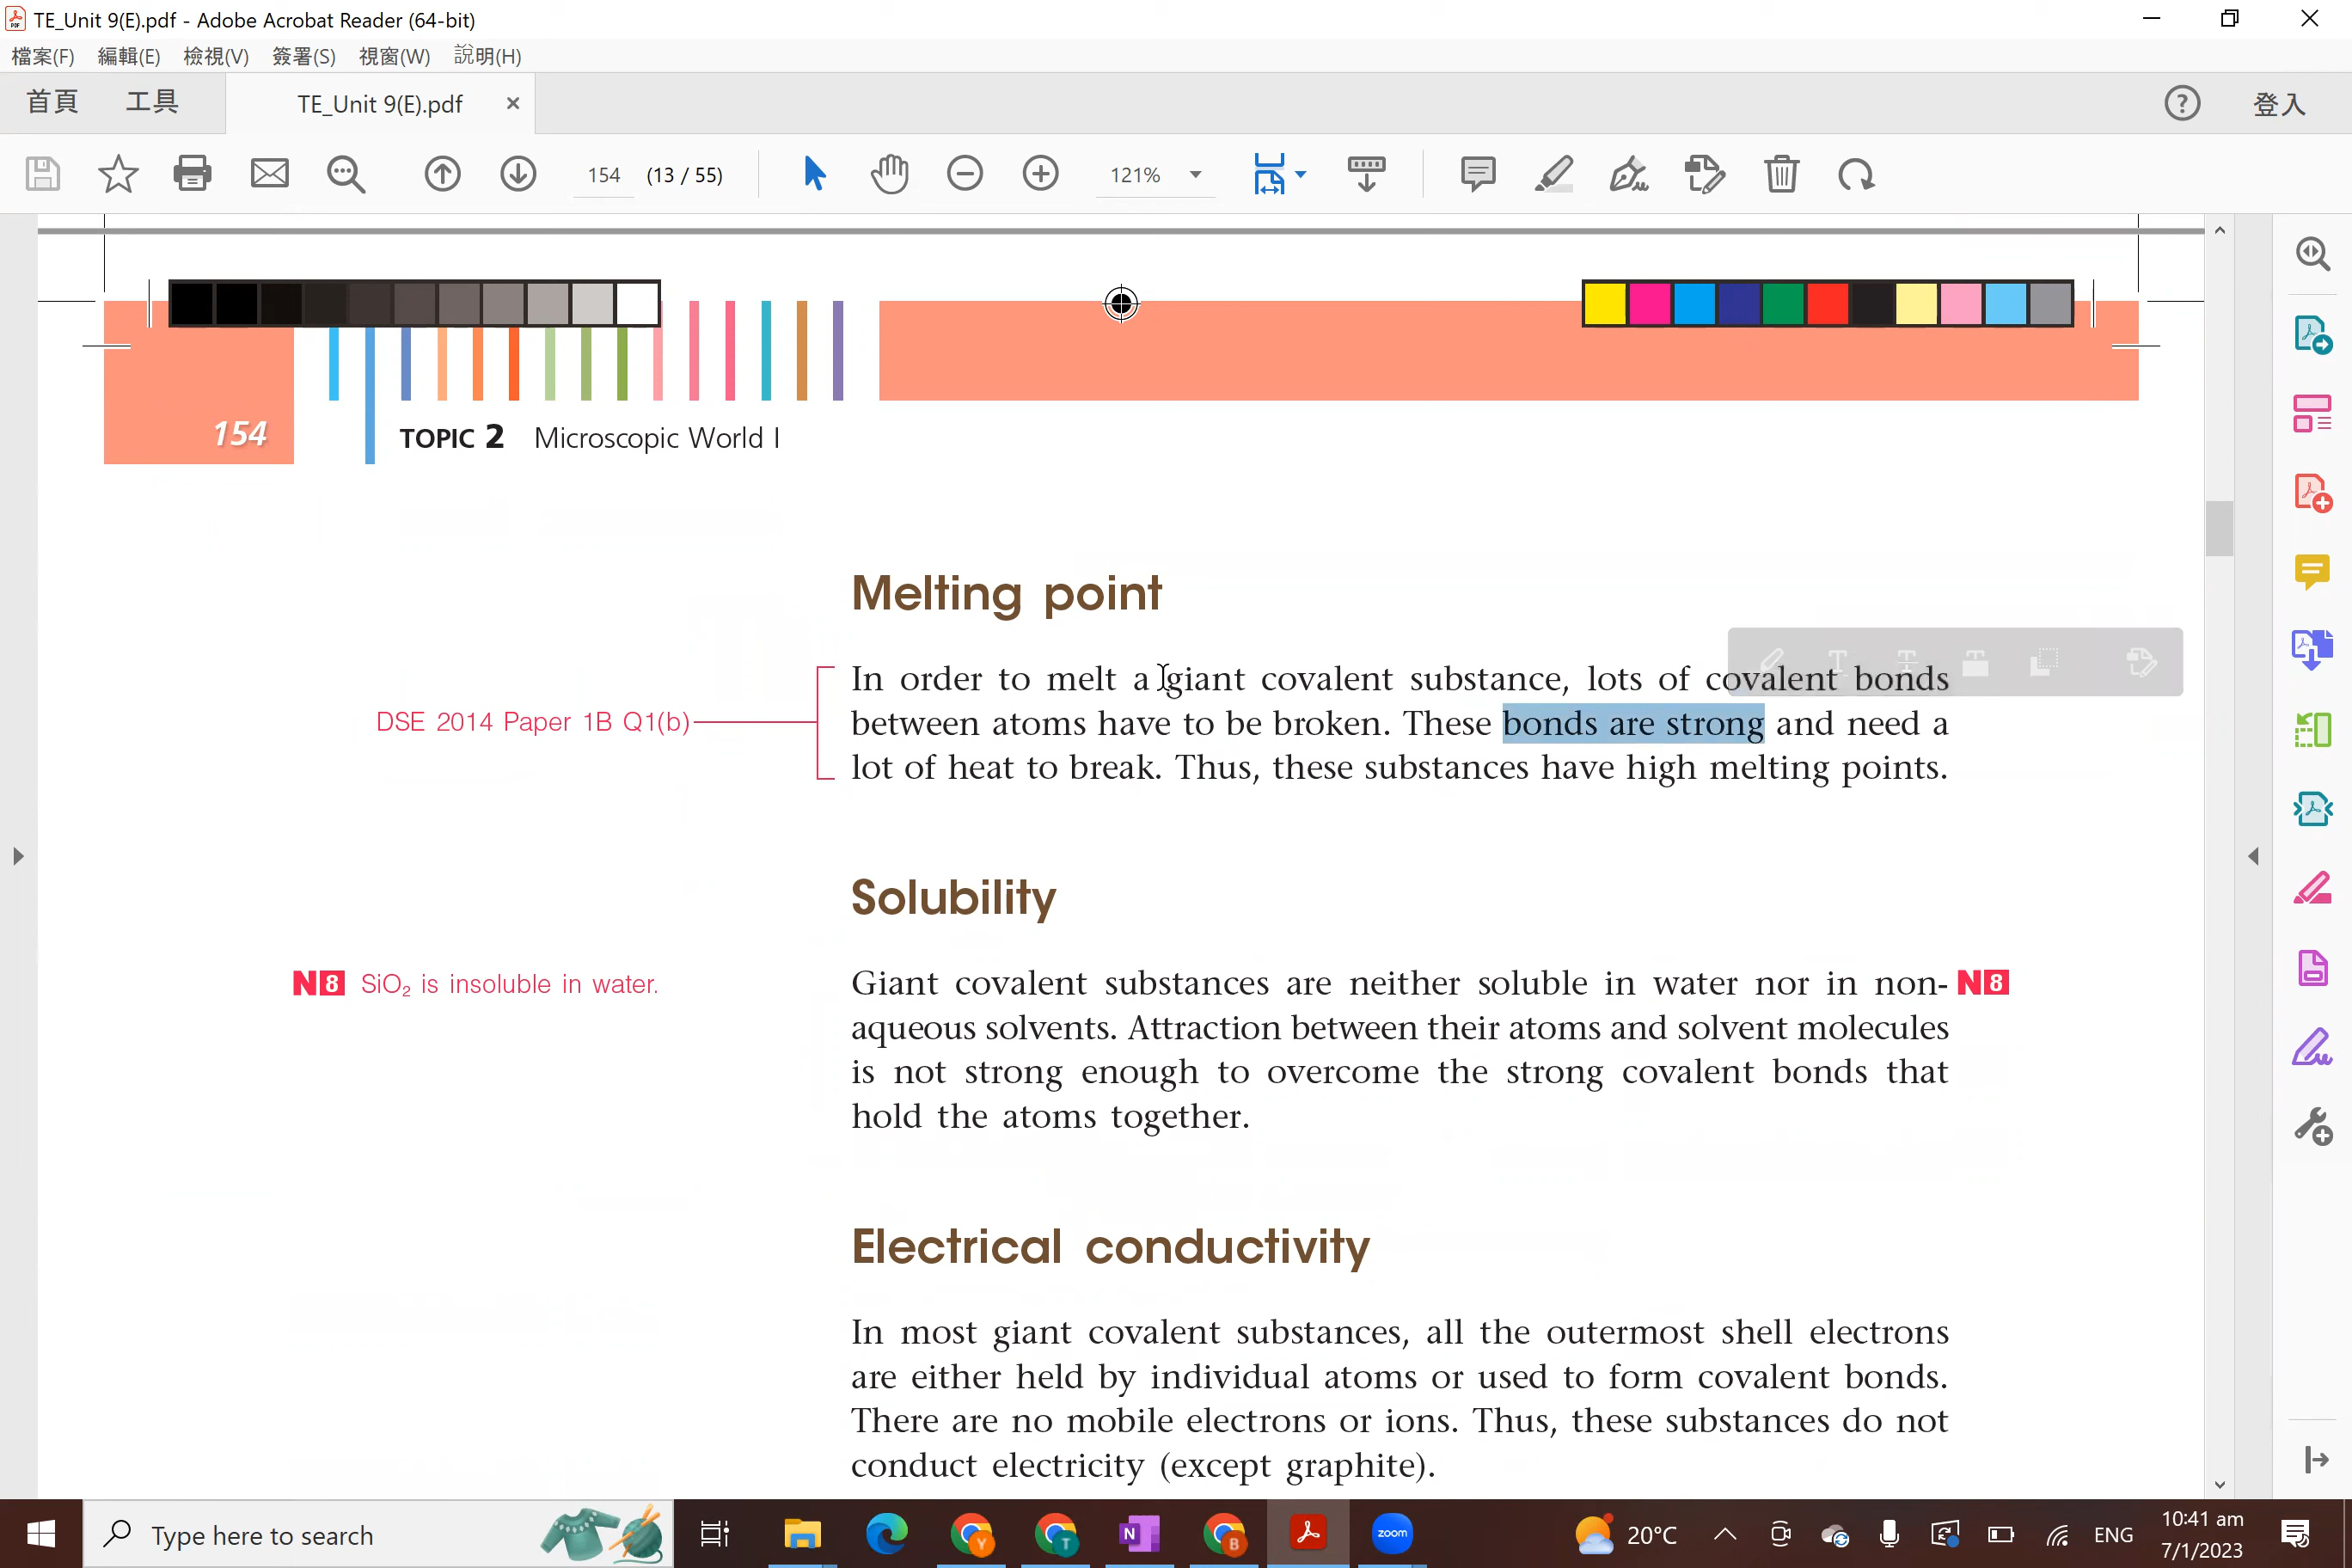 TE_Unit 9(E).pdf - Adobe Acrobat Reader (64-bit)
檔案(F) 編輯(E) 檢視(V) 簽署(S) 視窗(W) 說明(H)
首頁 工具 TE_Unit 9(E).pdf × 登入
154 (13 / 55) 121%
154 TOPIC 2 Microscopic World I
Melting point
In order to melt a giant covalent substance, lots of covalent bonds
DSE 2014 Paper 1B Q1(b) between atoms have to be broken. These bonds are strong and need a
lot of heat to break. Thus, these substances have high melting points.
Solubility
N8 SiO₂ is insoluble in water. Giant covalent substances are neither soluble in water nor in non- N8
aqueous solvents. Attraction between their atoms and solvent molecules
is not strong enough to overcome the strong covalent bonds that
hold the atoms together.
Electrical conductivity
In most giant covalent substances, all the outermost shell electrons
are either held by individual atoms or used to form covalent bonds.
There are no mobile electrons or ions. Thus, these substances do not
conduct electricity (except graphite).
Type here to search Y T N B zoom 20°C ENG 10:41 am
7/1/2023